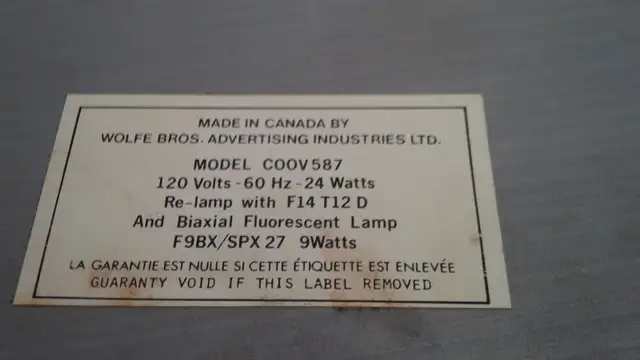 MADE IN CANADA BY
WOLFE BROS. ADVERTISING INDUSTRIES LTD.
MODEL COOV587
120 Volts - 60 Hz - 24 Watts
Re-lamp with F14 T12 D
And Biaxial Fluorescent Lamp
F9BX/SPX 27 9Watts
LA GARANTIE EST NULLE SI CETTE ÉTIQUETTE EST ENLEVÉE
GUARANTY VOID IF THIS LABEL REMOVED